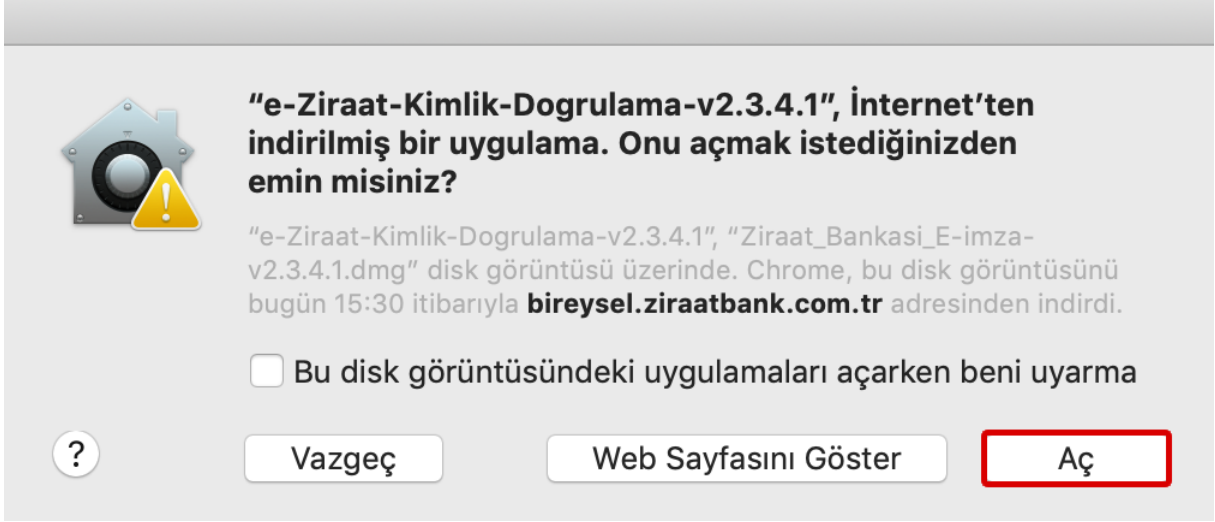 “e-Ziraat-Kimlik-Dogrulama-v2.3.4.1”, İnternet’ten
indirilmiş bir uygulama. Onu açmak istediğinizden
emin misiniz?
“e-Ziraat-Kimlik-Dogrulama-v2.3.4.1”, “Ziraat_Bankasi_E-imza-
v2.3.4.1.dmg” disk görüntüsü üzerinde. Chrome, bu disk görüntüsünü
bugün 15:30 itibarıyla bireysel.ziraatbank.com.tr adresinden indirdi.
Bu disk görüntüsündeki uygulamaları açarken beni uyarma
? Vazgeç Web Sayfasını Göster Aç